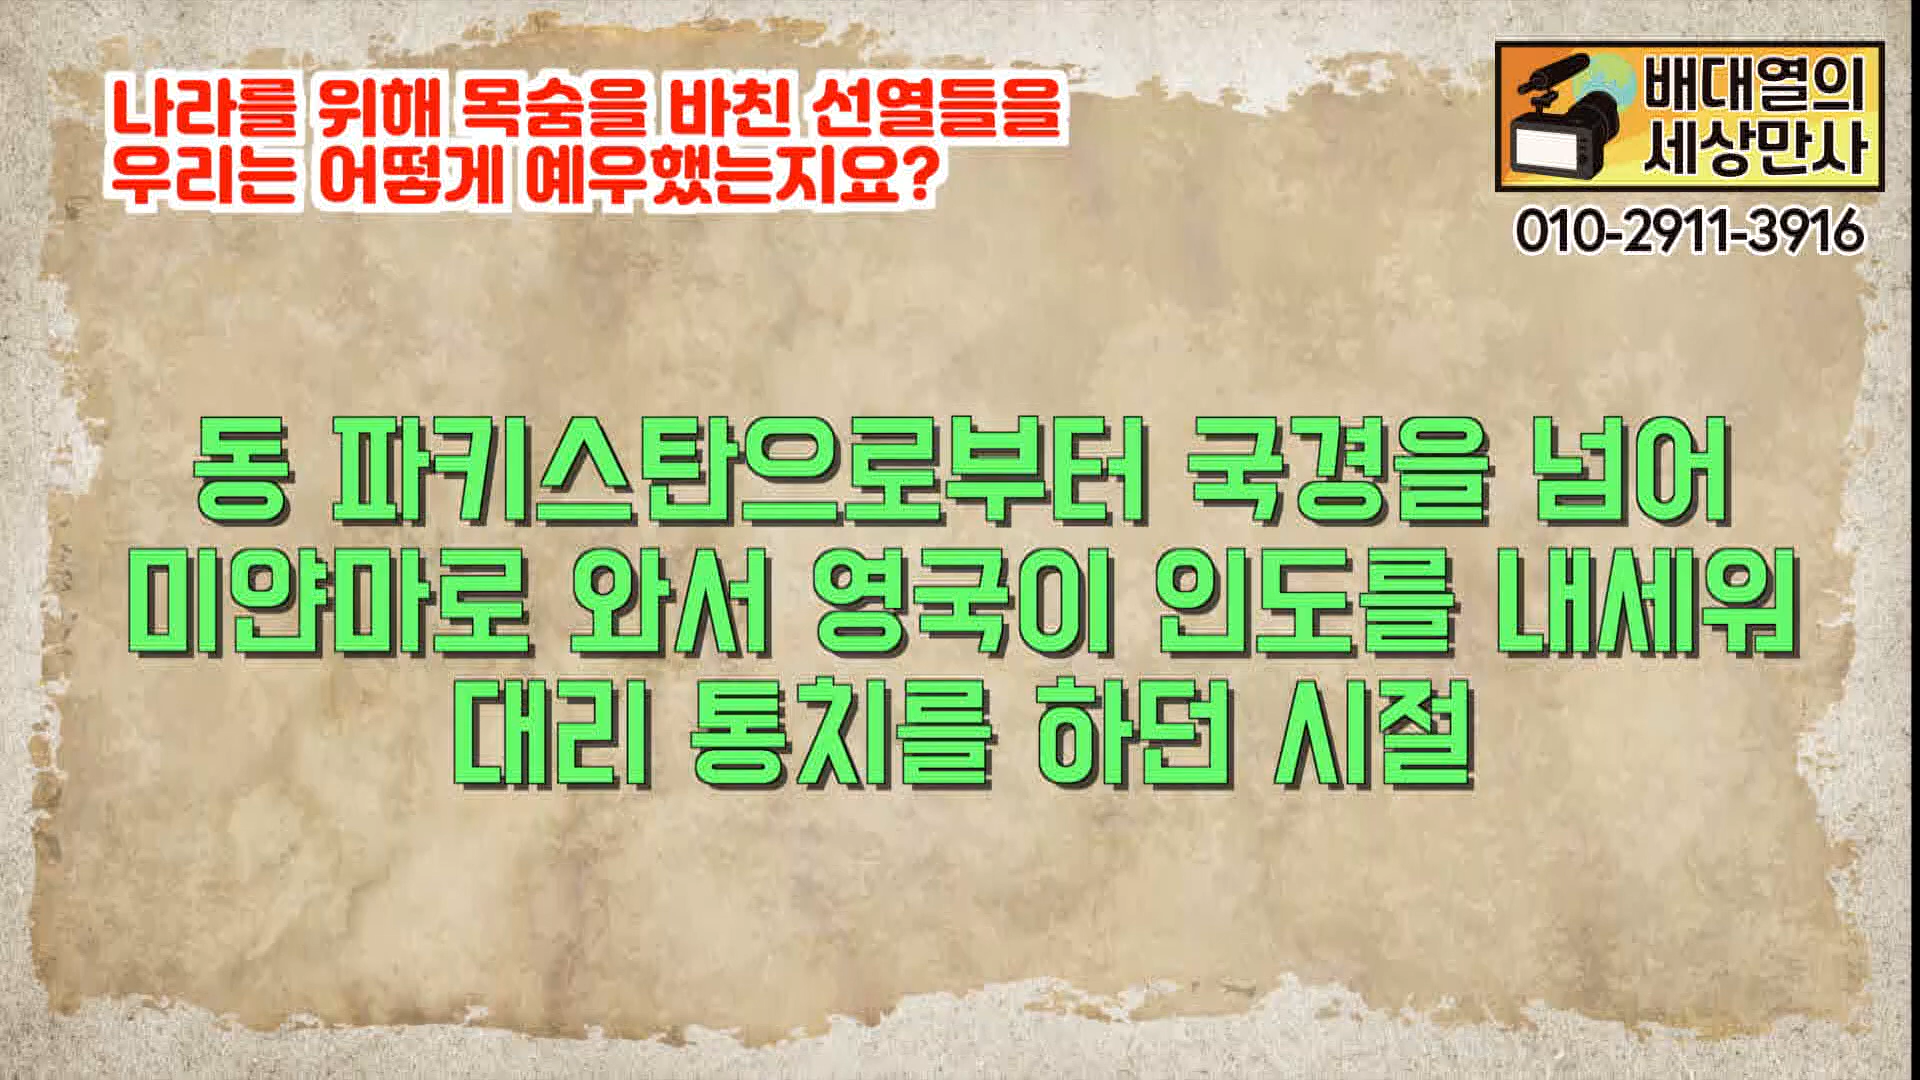 나라를 위해 목숨을 바친 선열들을
우리는 어떻게 예우했는지요?
배대열의
세상만사
010-2911-3916
동 파키스탄으로부터 국경을 넘어
미얀마로 와서 영국이 인도를 내세워
대리 통치를 하던 시절